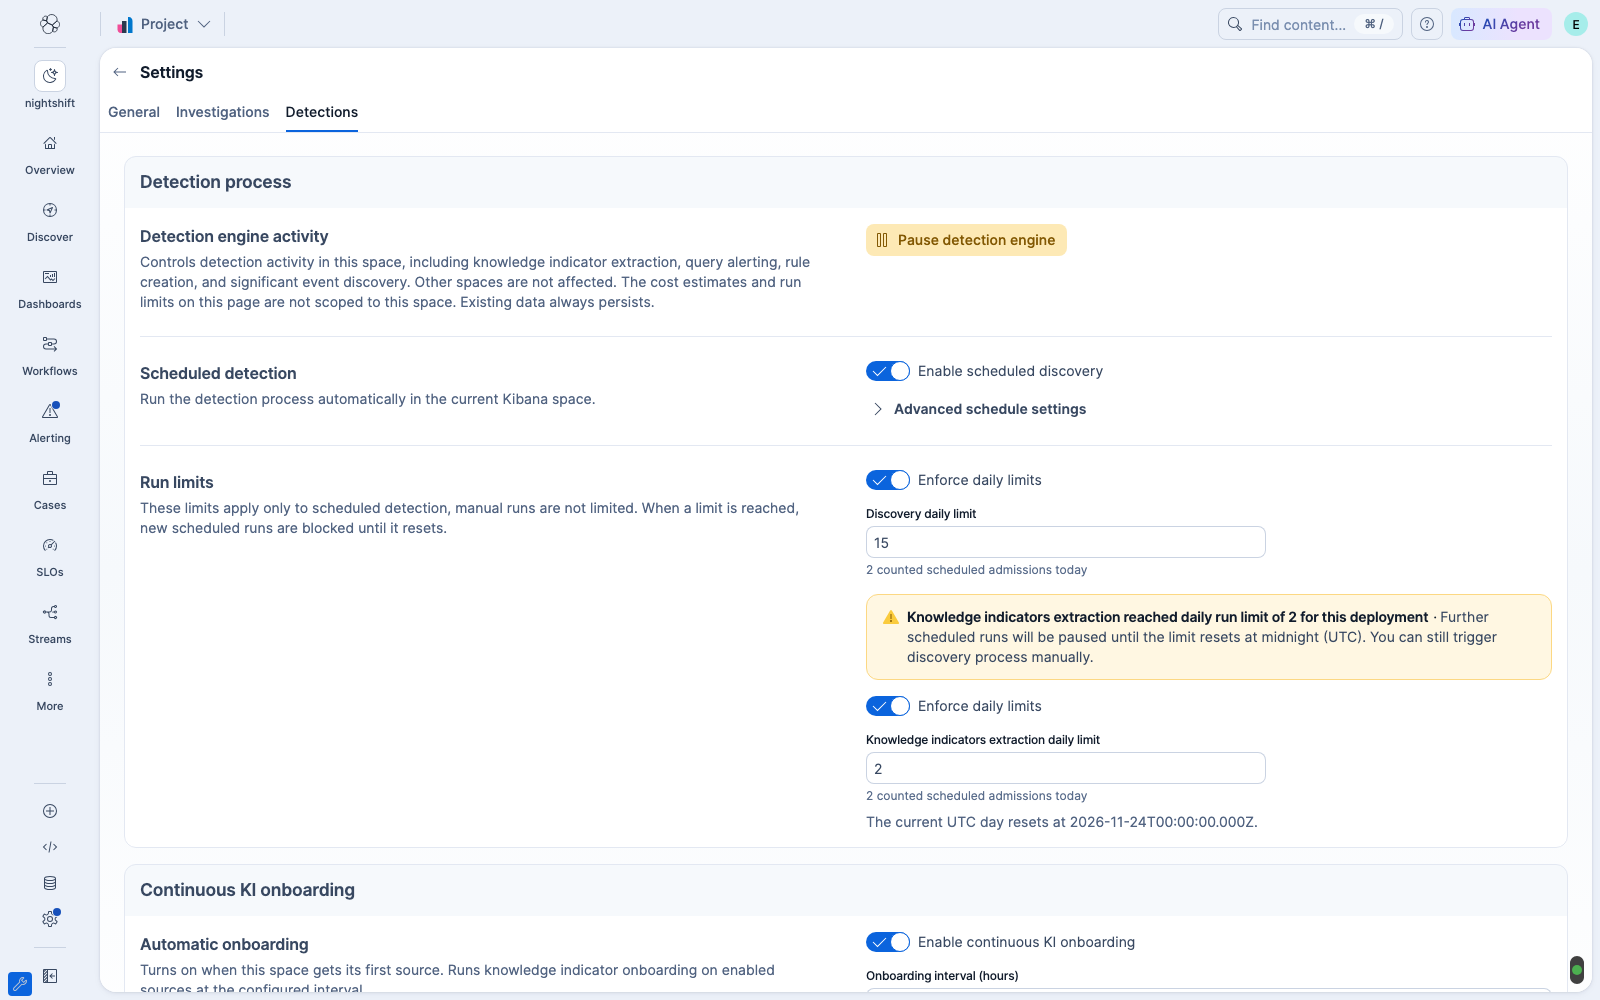 Project
Find content...
⌘ /
AI Agent
E
nightshift
Overview
Discover
Dashboards
Workflows
Alerting
Cases
SLOs
Streams
More
Settings
General
Investigations
Detections
Detection process
Detection engine activity
Controls detection activity in this space, including knowledge indicator extraction, query alerting, rule
creation, and significant event discovery. Other spaces are not affected. The cost estimates and run
limits on this page are not scoped to this space. Existing data always persists.
Pause detection engine
Scheduled detection
Run the detection process automatically in the current Kibana space.
Enable scheduled discovery
Advanced schedule settings
Run limits
These limits apply only to scheduled detection, manual runs are not limited. When a limit is reached,
new scheduled runs are blocked until it resets.
Enforce daily limits
Discovery daily limit
15
2 counted scheduled admissions today
Knowledge indicators extraction reached daily run limit of 2 for this deployment · Further
scheduled runs will be paused until the limit resets at midnight (UTC). You can still trigger
discovery process manually.
Enforce daily limits
Knowledge indicators extraction daily limit
2
2 counted scheduled admissions today
The current UTC day resets at 2026-11-24T00:00:00.000Z.
Continuous KI onboarding
Automatic onboarding
Turns on when this space gets its first source. Runs knowledge indicator onboarding on enabled
sources at the configured interval.
Enable continuous KI onboarding
Onboarding interval (hours)